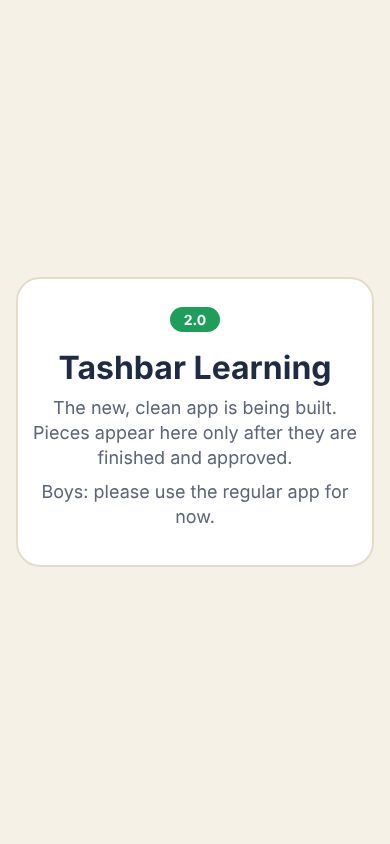 2.0
Tashbar Learning
The new, clean app is being built.
Pieces appear here only after they are
finished and approved.
Boys: please use the regular app for
now.